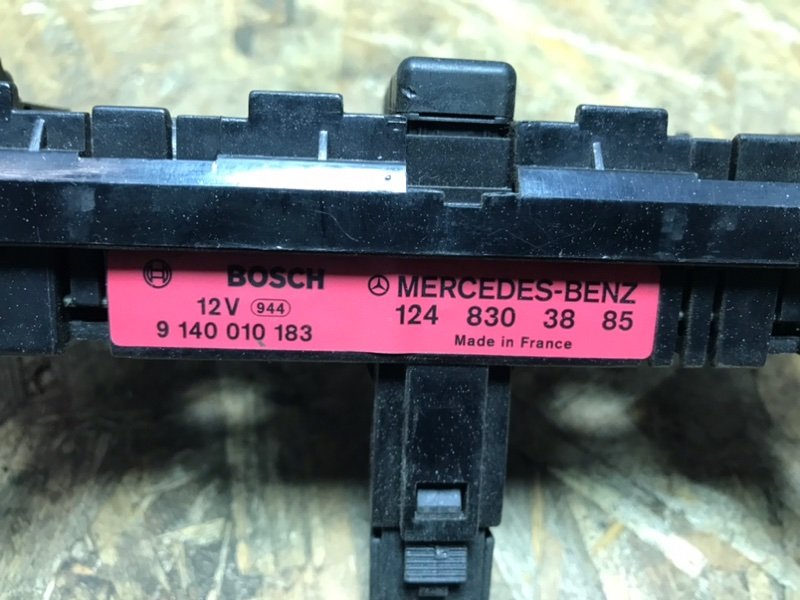 BOSCH
12V 944
9 140 010 183
MERCEDES-BENZ
124 830 38 85
Made in France